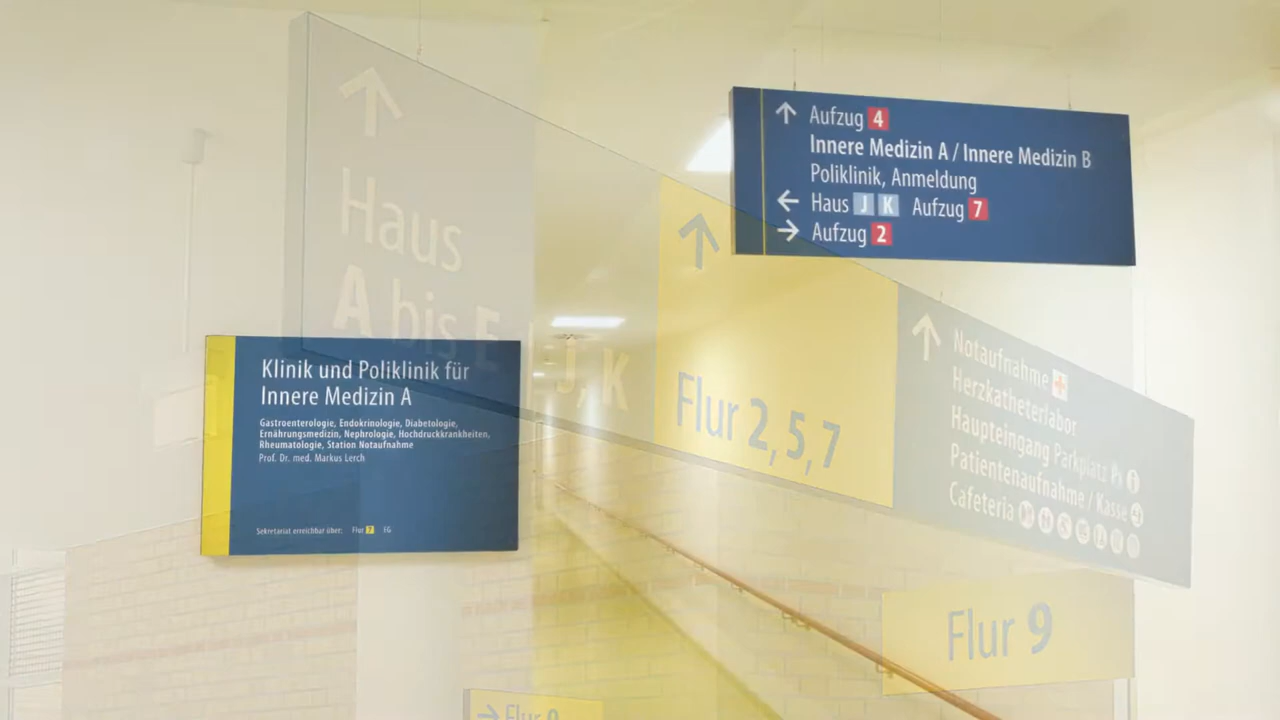 ↑ Aufzug 4
Innere Medizin A / Innere Medizin B
Poliklinik, Anmeldung
← Haus J K Aufzug 7
→ Aufzug 2
↑
Haus
A bis E J, K
↑
Flur 2, 5, 7
↑ Notaufnahme
Herzkatheterlabor
Haupteingang Parkplatz
Patientenaufnahme / Kasse
Cafeteria
Klinik und Poliklinik für
Innere Medizin A
Gastroenterologie, Endokrinologie, Diabetologie,
Ernährungsmedizin, Nephrologie, Hochdruckkrankheiten,
Rheumatologie, Station Notaufnahme
Prof. Dr. med. Markus Lerch
Sekretariat erreichbar über: Flur 7 EG
Flur 9
→ Flur 9